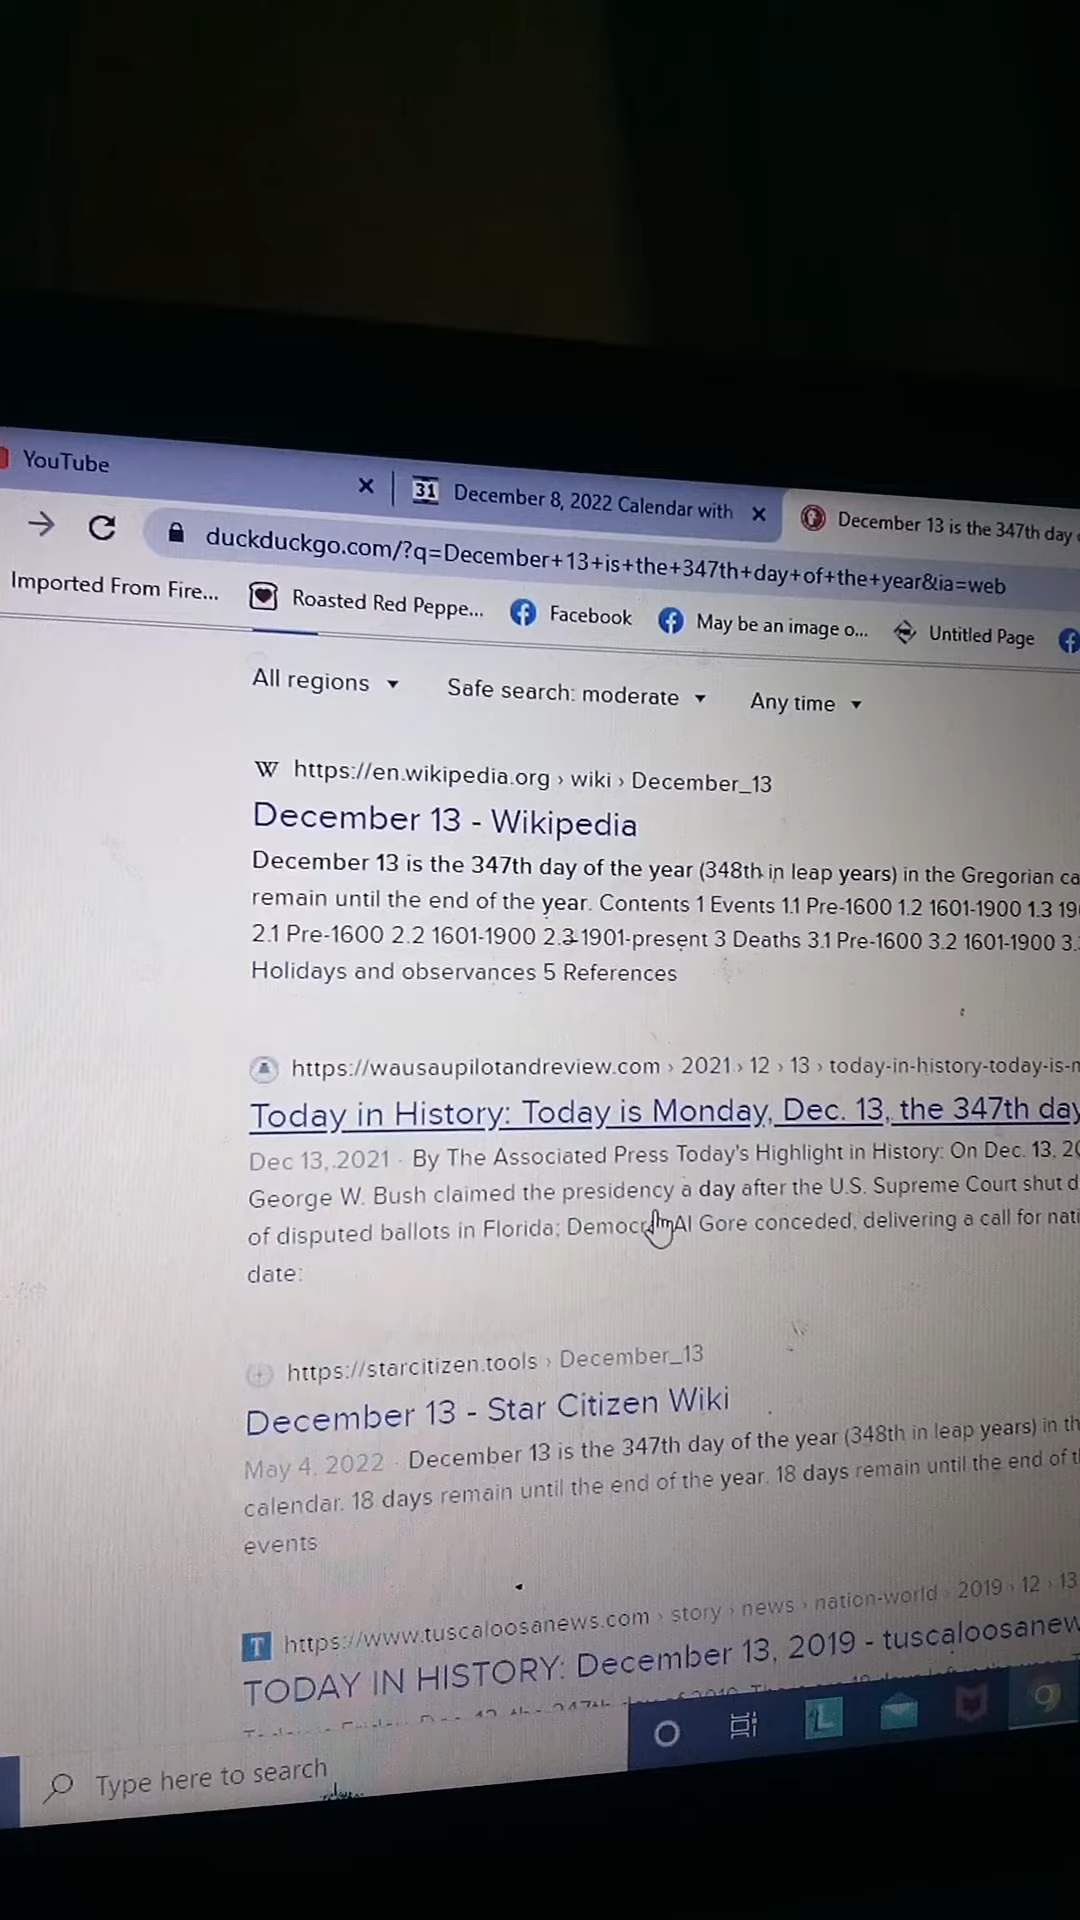 YouTube
31 December 8, 2022 Calendar with
December 13 is the 347th day
duckduckgo.com/?q=December+13+is+the+347th+day+of+the+year&ia=web
Imported From Fire... Roasted Red Peppe... Facebook May be an image o... Untitled Page
All regions Safe search: moderate Any time
W https://en.wikipedia.org › wiki › December_13
December 13 - Wikipedia
December 13 is the 347th day of the year (348th in leap years) in the Gregorian ca
remain until the end of the year. Contents 1 Events 1.1 Pre-1600 1.2 1601-1900 1.3 19
2.1 Pre-1600 2.2 1601-1900 2.3 1901-present 3 Deaths 3.1 Pre-1600 3.2 1601-1900 3.
Holidays and observances 5 References
https://wausaupilotandreview.com › 2021 › 12 › 13 › today-in-history-today-is-m
Today in History: Today is Monday, Dec. 13, the 347th day
Dec 13, 2021 · By The Associated Press Today's Highlight in History: On Dec. 13, 20
George W. Bush claimed the presidency a day after the U.S. Supreme Court shut d
of disputed ballots in Florida; Democrat Al Gore conceded, delivering a call for nati
date:
https://starcitizen.tools › December_13
December 13 - Star Citizen Wiki
May 4, 2022 · December 13 is the 347th day of the year (348th in leap years) in th
calendar. 18 days remain until the end of the year. 18 days remain until the end of t
events
T https://www.tuscaloosanews.com › story › news › nation-world › 2019 › 12 › 13
TODAY IN HISTORY: December 13, 2019 - tuscaloosanew
L
Type here to search